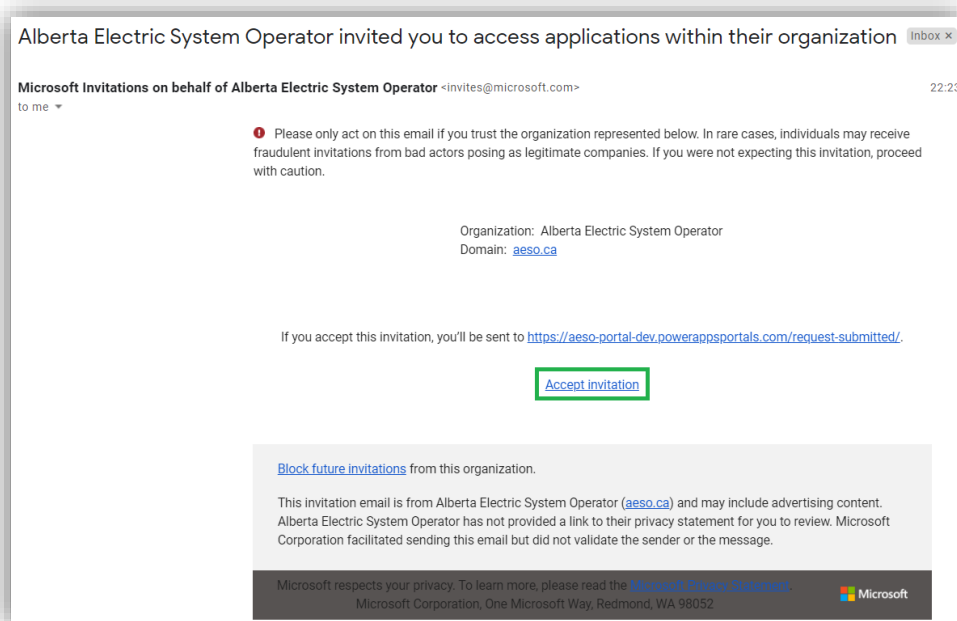 Alberta Electric System Operator invited you to access applications within their organization Inbox ×
Microsoft Invitations on behalf of Alberta Electric System Operator <invites@microsoft.com> 22:23
to me
Please only act on this email if you trust the organization represented below. In rare cases, individuals may receive
fraudulent invitations from bad actors posing as legitimate companies. If you were not expecting this invitation, proceed
with caution.
Organization: Alberta Electric System Operator
Domain: aeso.ca
If you accept this invitation, you'll be sent to https://aeso-portal-dev.powerappsportals.com/request-submitted/.
Accept invitation
Block future invitations from this organization.
This invitation email is from Alberta Electric System Operator (aeso.ca) and may include advertising content.
Alberta Electric System Operator has not provided a link to their privacy statement for you to review. Microsoft
Corporation facilitated sending this email but did not validate the sender or the message.
Microsoft respects your privacy. To learn more, please read the Microsoft Privacy Statement.
Microsoft Corporation, One Microsoft Way, Redmond, WA 98052
Microsoft